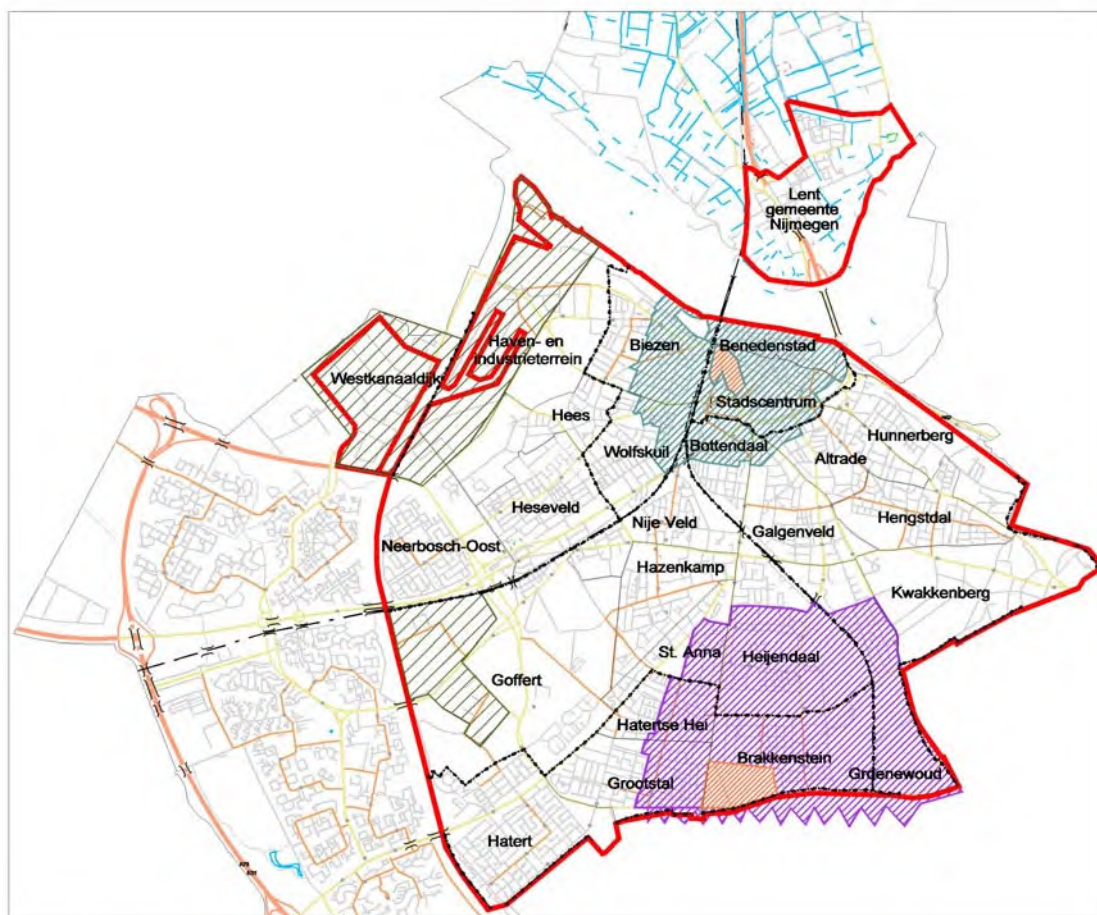 Lent
gemeente
Nijmegen
Haven- en
industrieterrein
Biezen
Benedenstad
Westkanaaldijk
Stadscentrum
Hees
Hunnerberg
Wolfskuil
Bottendaal
Altrade
Heseveld
Hengstdal
Nije Veld
Galgenveld
Neerbosch-Oost
Hazenkamp
Kwakkenberg
St. Anna
Heijendaal
Goffert
Hatertse Hei
Brakkenstein
Groenewoud
Grootstal
Hatert